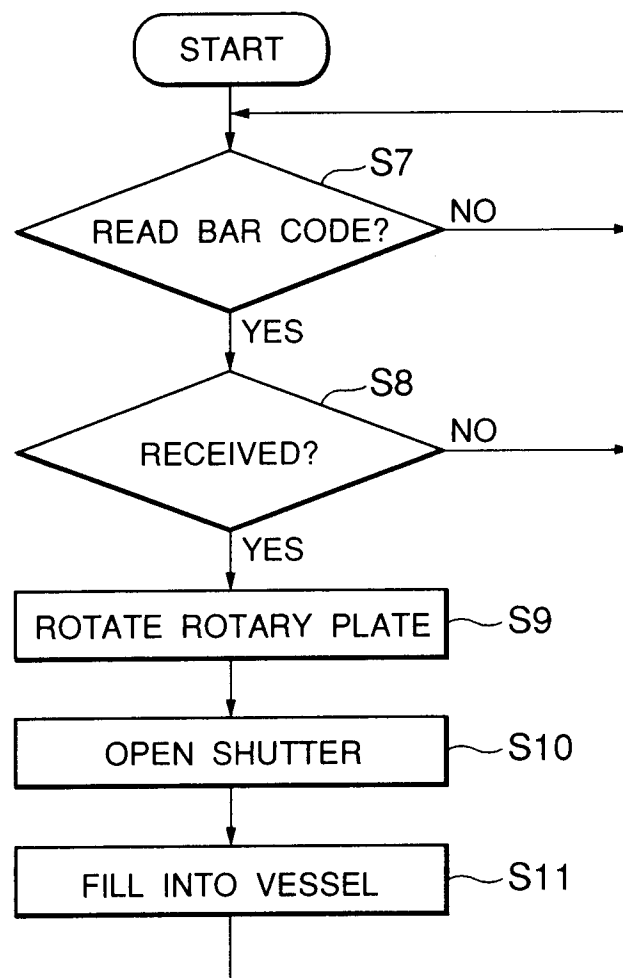 START
S7
READ BAR CODE?
NO
YES
S8
RECEIVED?
NO
YES
ROTATE ROTARY PLATE
S9
OPEN SHUTTER
S10
FILL INTO VESSEL
S11